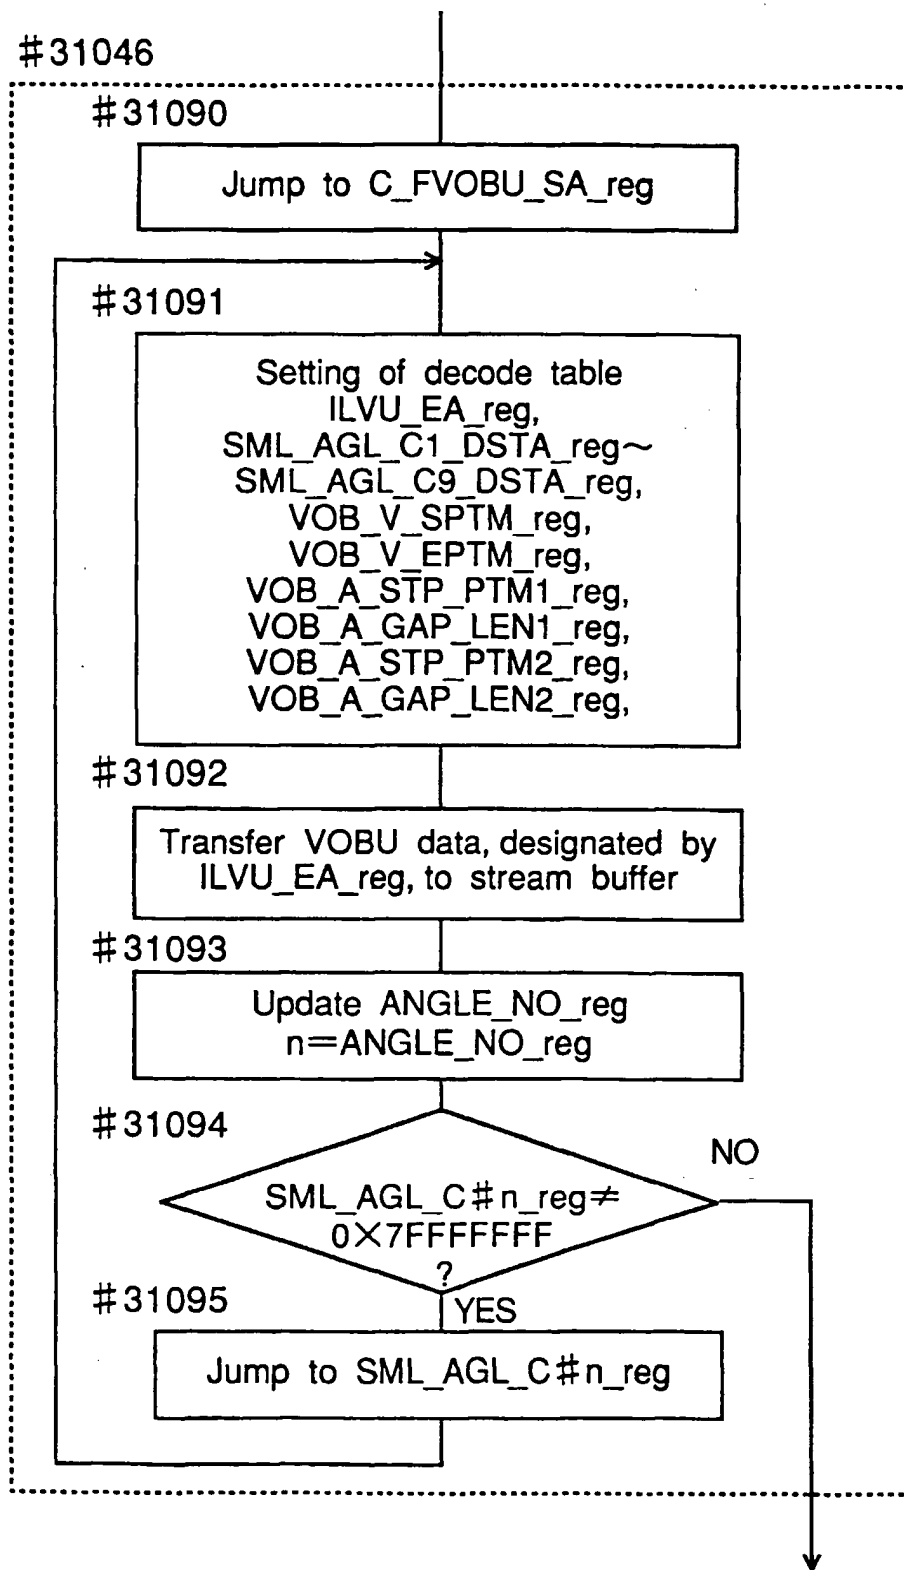 #31046
#31090
Jump to C_FVOBU_SA_reg
#31091
Setting of decode table
ILVU_EA_reg,
SML_AGL_C1_DSTA_reg~
SML_AGL_C9_DSTA_reg,
VOB_V_SPTM_reg,
VOB_V_EPTM_reg,
VOB_A_STP_PTM1_reg,
VOB_A_GAP_LEN1_reg,
VOB_A_STP_PTM2_reg,
VOB_A_GAP_LEN2_reg,
#31092
Transfer VOBU data, designated by
ILVU_EA_reg, to stream buffer
#31093
Update ANGLE_NO_reg
n=ANGLE_NO_reg
#31094
NO
SML_AGL_C#n_reg≠
0X7FFFFFFF
?
#31095
YES
Jump to SML_AGL_C#n_reg